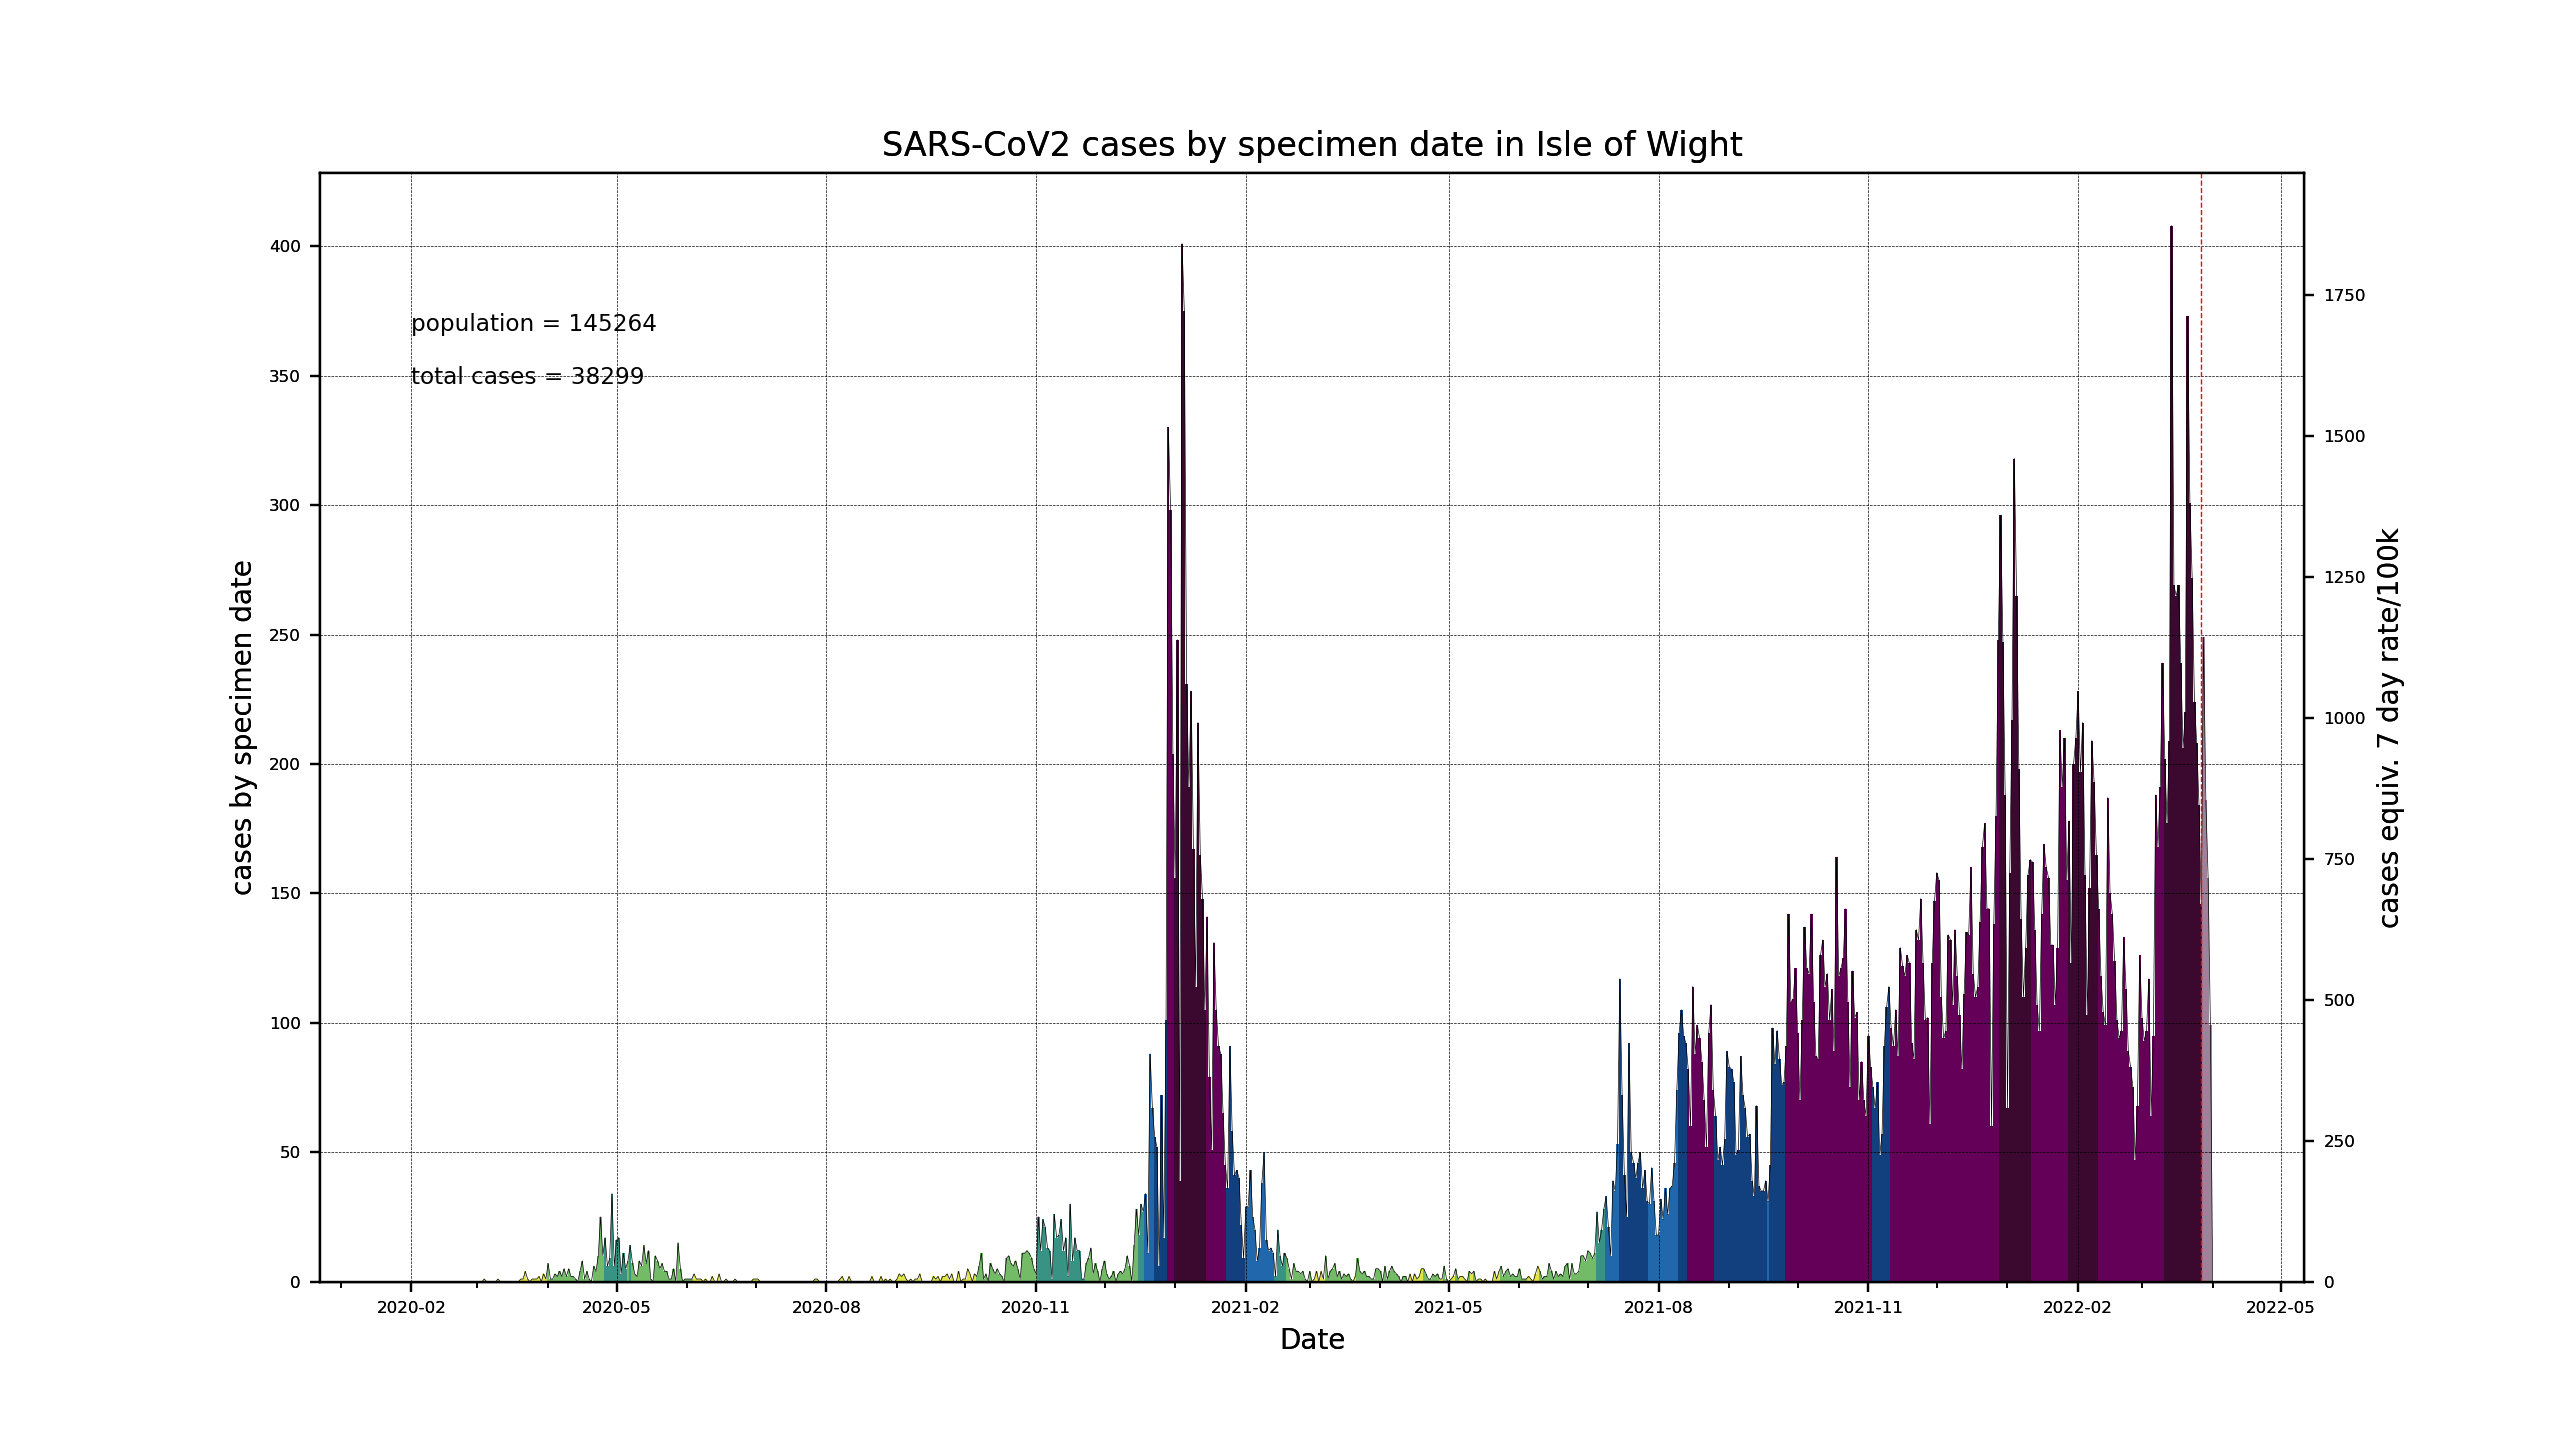 SARS-CoV2 cases by specimen date in Isle of Wight
population = 145264
total cases = 38299
cases by specimen date
400
350
300
250
200
150
100
50
0
1750
1500
1250
1000
750
500
250
0
cases equiv. 7 day rate/100k
2020-02 2020-05 2020-08 2020-11 2021-02 2021-05 2021-08 2021-11 2022-02 2022-05
Date